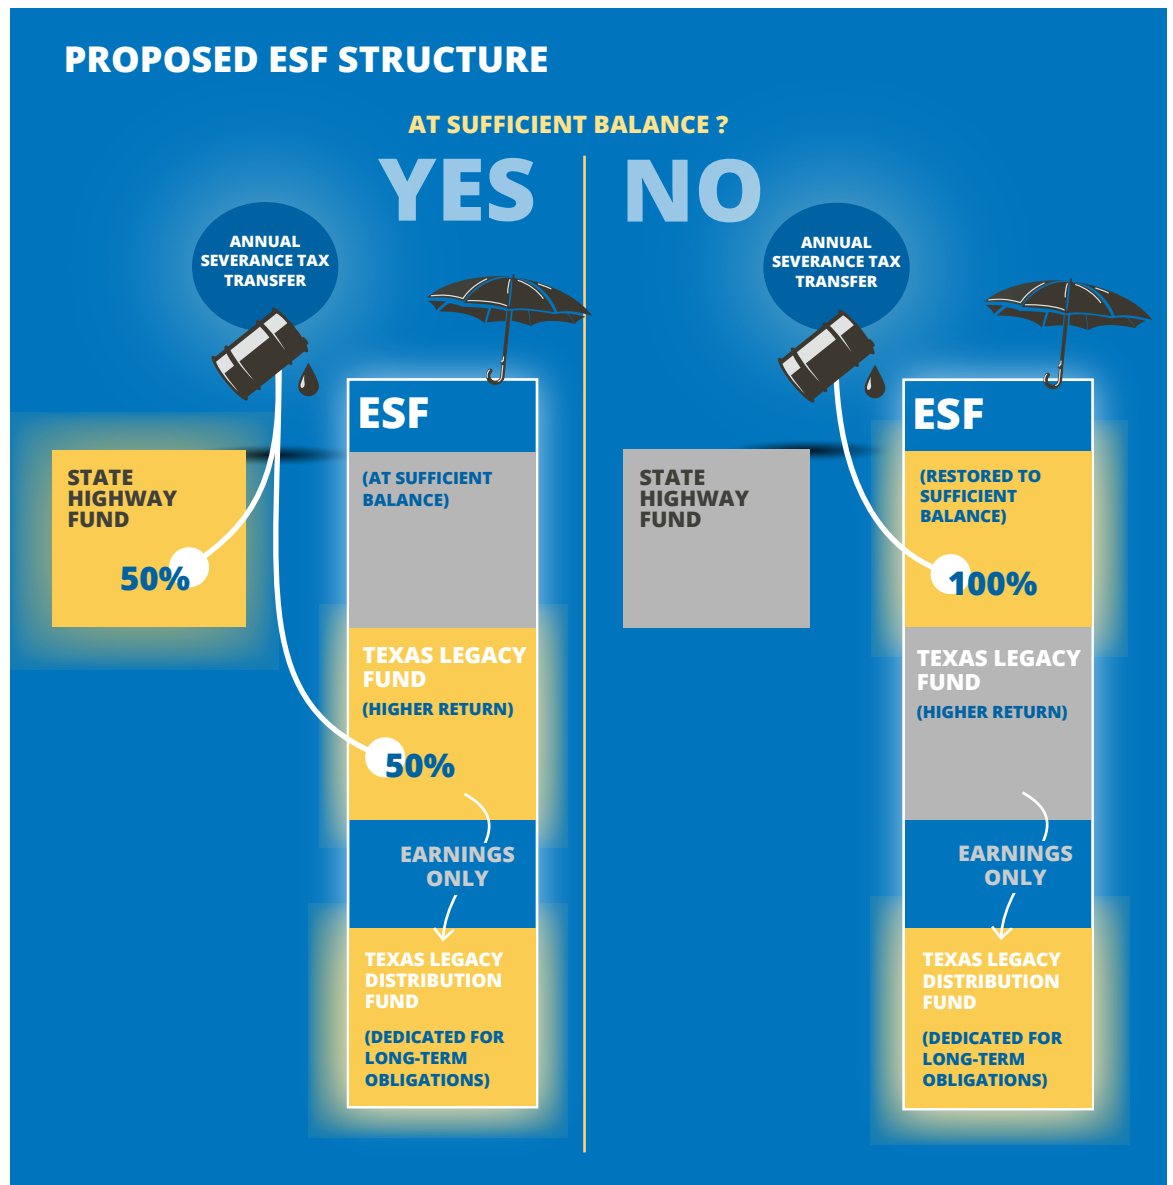 PROPOSED ESF STRUCTURE
AT SUFFICIENT BALANCE ?
YES
ANNUAL
SEVERANCE TAX
TRANSFER
STATE
HIGHWAY
FUND
50%
ESF
(AT SUFFICIENT
BALANCE)
TEXAS LEGACY
FUND
(HIGHER RETURN)
50%
EARNINGS
ONLY
TEXAS LEGACY
DISTRIBUTION
FUND
(DEDICATED FOR
LONG-TERM
OBLIGATIONS)
NO
ANNUAL
SEVERANCE TAX
TRANSFER
STATE
HIGHWAY
FUND
ESF
(RESTORED TO
SUFFICIENT
BALANCE)
100%
TEXAS LEGACY
FUND
(HIGHER RETURN)
EARNINGS
ONLY
TEXAS LEGACY
DISTRIBUTION
FUND
(DEDICATED FOR
LONG-TERM
OBLIGATIONS)